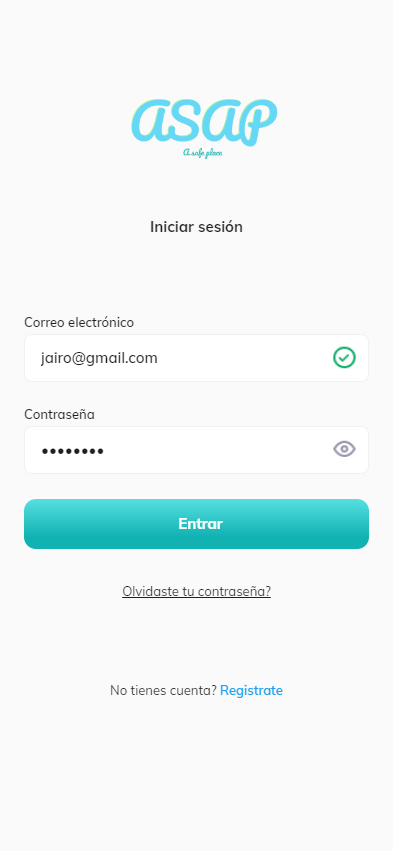 ASAP
A safe place
Iniciar sesión
Correo electrónico
jairo@gmail.com
Contraseña
••••••••
Entrar
Olvidaste tu contraseña?
No tienes cuenta? Registrate